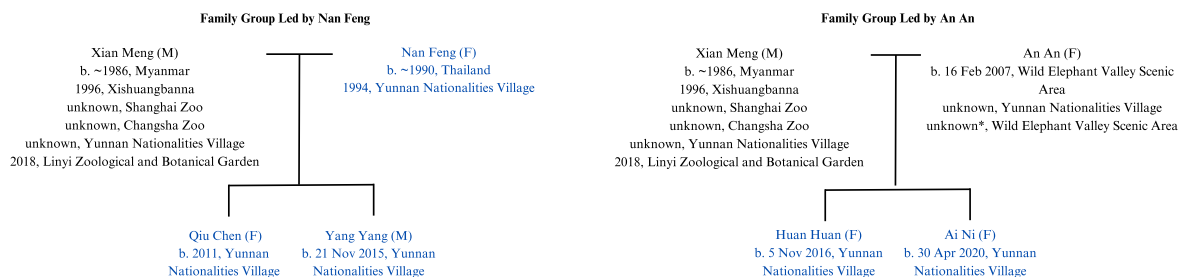 Family Group Led by Nan Feng
Xian Meng (M)
b. ~1986, Myanmar
1996, Xishuangbanna
unknown, Shanghai Zoo
unknown, Changsha Zoo
unknown, Yunnan Nationalities Village
2018, Linyi Zoological and Botanical Garden
Nan Feng (F)
b. ~1990, Thailand
1994, Yunnan Nationalities Village
Qiu Chen (F)
b. 2011, Yunnan
Nationalities Village
Yang Yang (M)
b. 21 Nov 2015, Yunnan
Nationalities Village
Family Group Led by An An
Xian Meng (M)
b. ~1986, Myanmar
1996, Xishuangbanna
unknown, Shanghai Zoo
unknown, Changsha Zoo
unknown, Yunnan Nationalities Village
2018, Linyi Zoological and Botanical Garden
An An (F)
b. 16 Feb 2007, Wild Elephant Valley Scenic
Area
unknown, Yunnan Nationalities Village
unknown*, Wild Elephant Valley Scenic Area
Huan Huan (F)
b. 5 Nov 2016, Yunnan
Nationalities Village
Ai Ni (F)
b. 30 Apr 2020, Yunnan
Nationalities Village